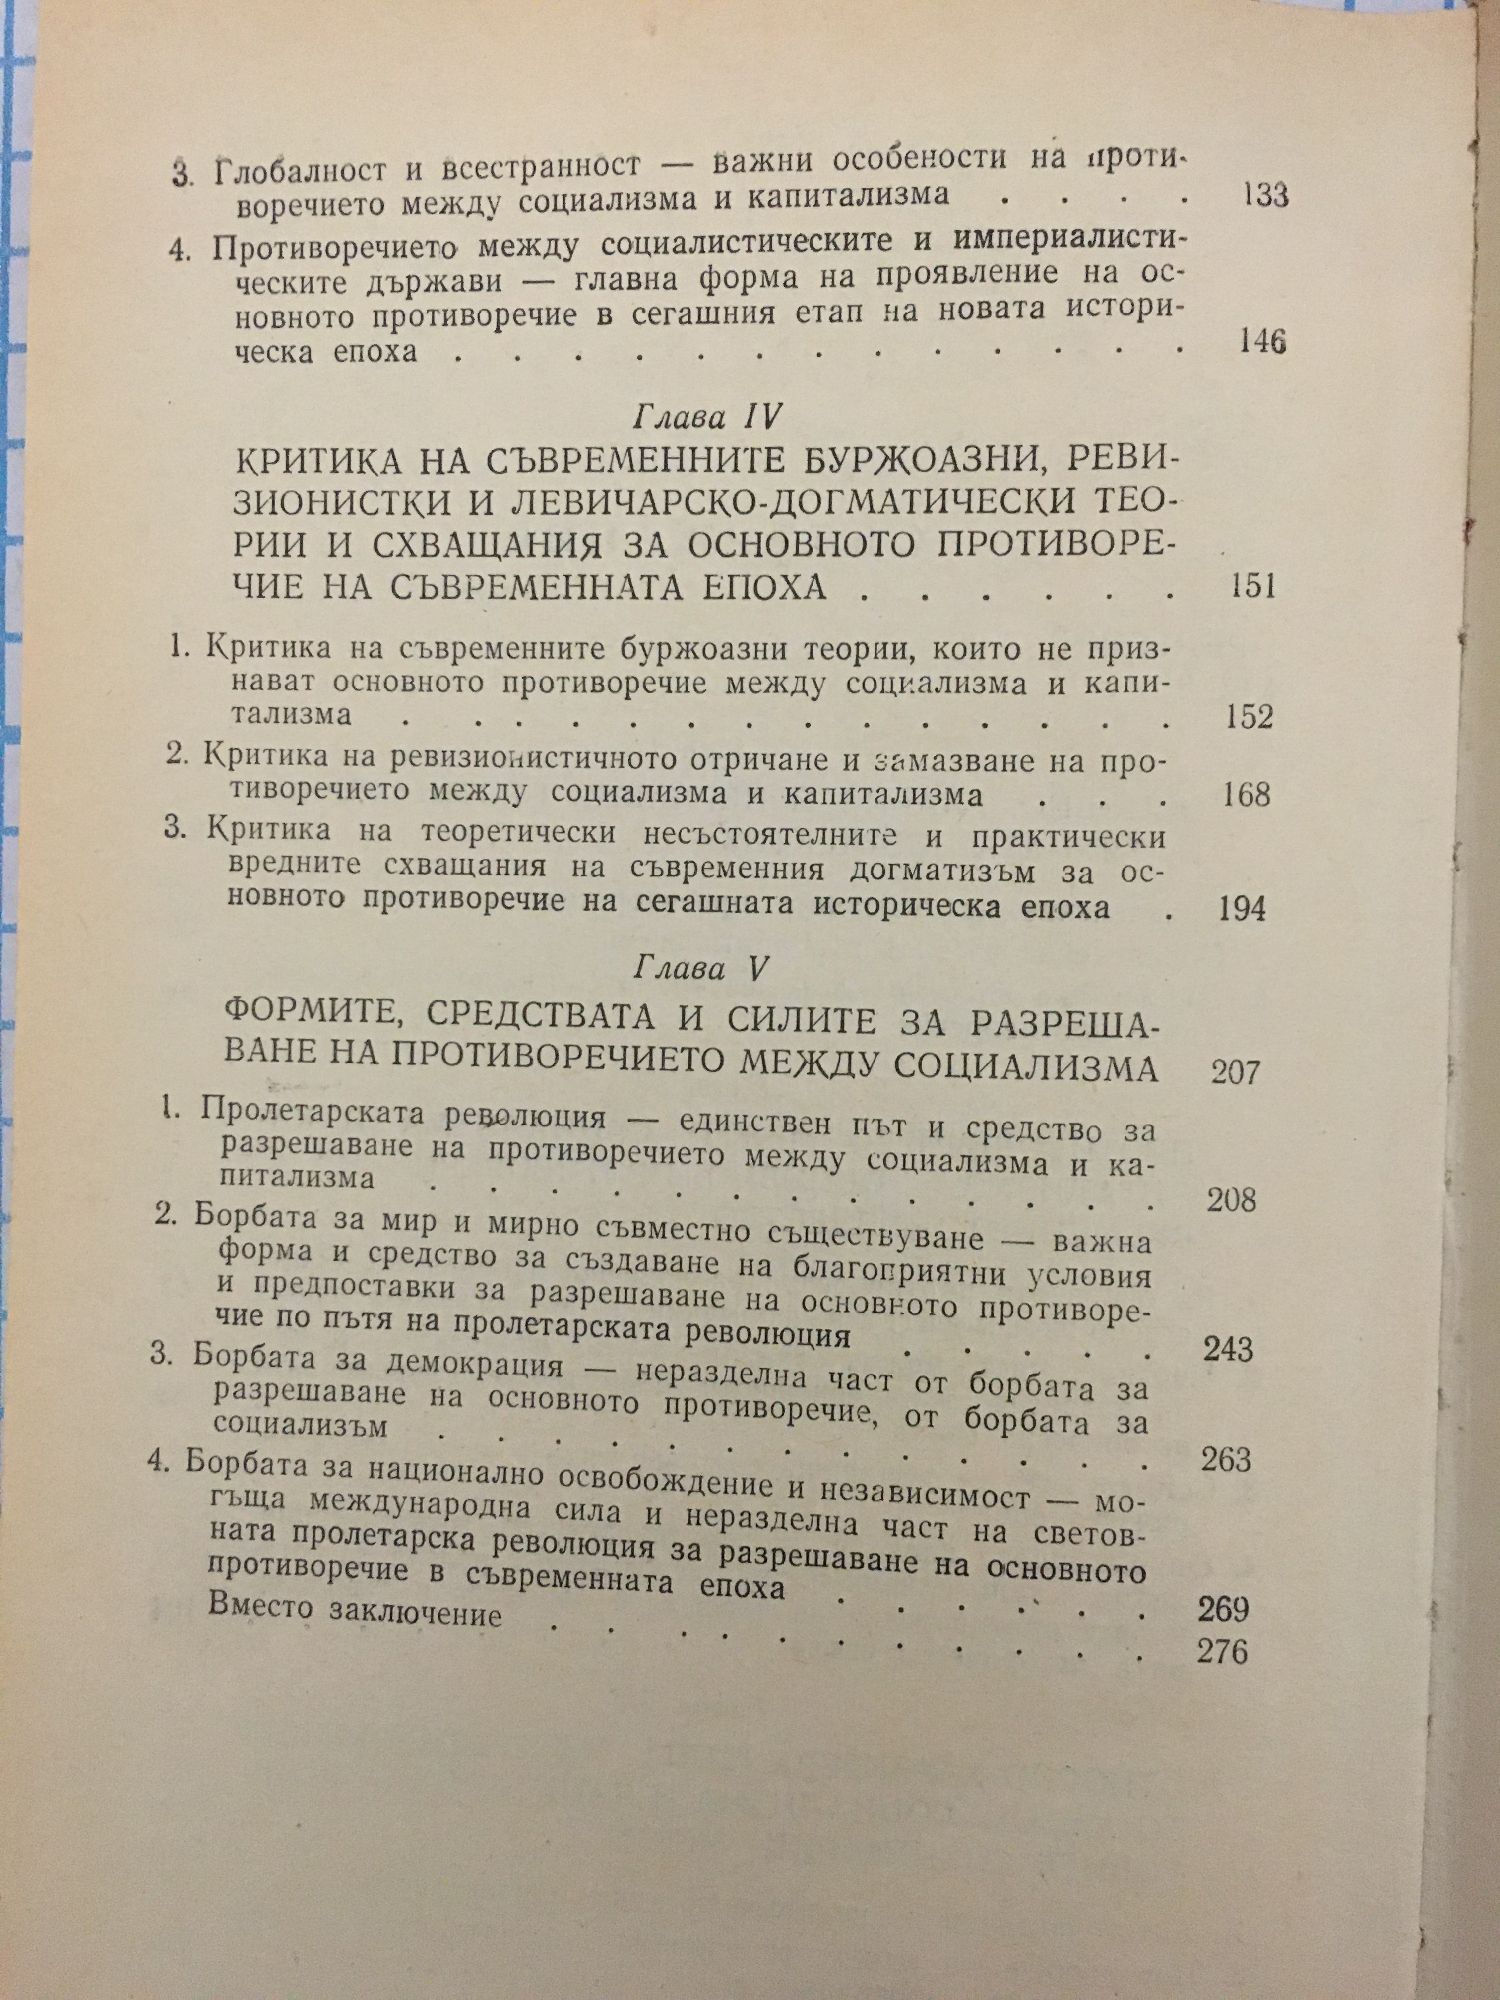 3. Глобалност и всестранност — важни особености на проти-
воречието между социализма и капитализма . . . . 133
4. Противоречието между социалистическите и империалисти-
ческите държави — главна форма на проявление на ос-
новното противоречие в сегашния етап на новата истори-
ческа епоха . . . . . . . . . . . . . 146
Глава IV
КРИТИКА НА СЪВРЕМЕННИТЕ БУРЖОАЗНИ, РЕВИ-
ЗИОНИСТКИ И ЛЕВИЧАРСКО-ДОГМАТИЧЕСКИ ТЕО-
РИИ И СХВАЩАНИЯ ЗА ОСНОВНОТО ПРОТИВОРЕ-
ЧИЕ НА СЪВРЕМЕННАТА ЕПОХА . . . . . . 151
1. Критика на съвременните буржоазни теории, които не приз-
нават основното противоречие между социализма и капи-
тализма . . . . . . . . . . . . . . 152
2. Критика на ревизионистичното отричане и замазване на про-
тиворечието между социализма и капитализма . . . 168
3. Критика на теоретически несъстоятелните и практически
вредните схващания на съвременния догматизъм за ос-
новното противоречие на сегашната историческа епоха . 194
Глава V
ФОРМИТЕ, СРЕДСТВАТА И СИЛИТЕ ЗА РАЗРЕША-
ВАНЕ НА ПРОТИВОРЕЧИЕТО МЕЖДУ СОЦИАЛИЗМА 207
1. Пролетарската революция — единствен път и средство за
разрешаване на противоречието между социализма и ка-
питализма . . . . . . . . . . . . . 208
2. Борбата за мир и мирно съвместно съществуване — важна
форма и средство за създаване на благоприятни условия
и предпоставки за разрешаване на основното противоре-
чие по пътя на пролетарската революция . . . . . 243
3. Борбата за демокрация — неразделна част от борбата за
разрешаване на основното противоречие, от борбата за
социализъм . . . . . . . . . . . . . 263
4. Борбата за национално освобождение и независимост — мо-
гъща международна сила и неразделна част на светов-
ната пролетарска революция за разрешаване на основното
противоречие в съвременната епоха . . . . . . 269
Вместо заключение . . . . . . . . . . . 276